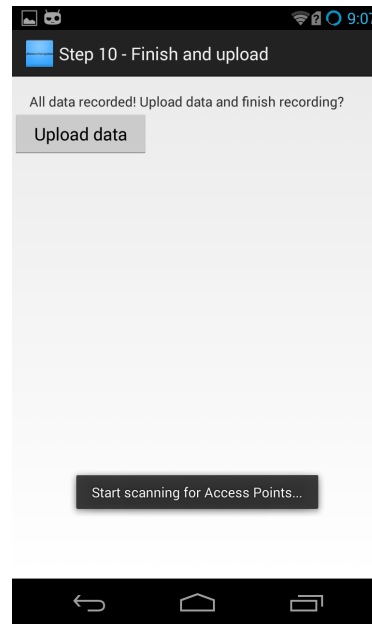 9:07
Step 10 - Finish and upload
All data recorded! Upload data and finish recording?
Upload data
Start scanning for Access Points...